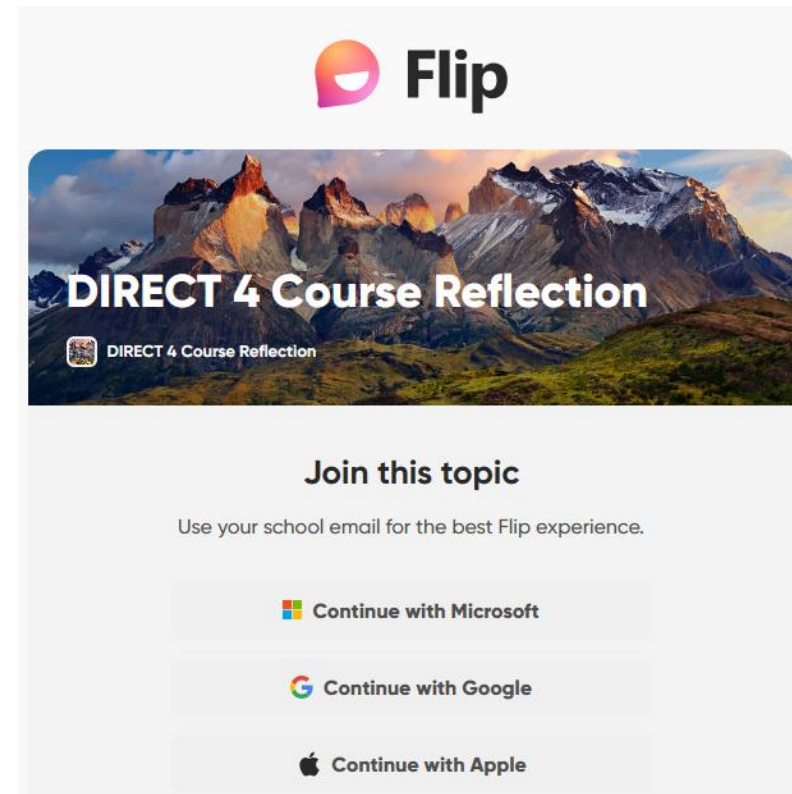 Flip
DIRECT 4 Course Reflection
DIRECT 4 Course Reflection
Join this topic
Use your school email for the best Flip experience.
Continue with Microsoft
Continue with Google
Continue with Apple